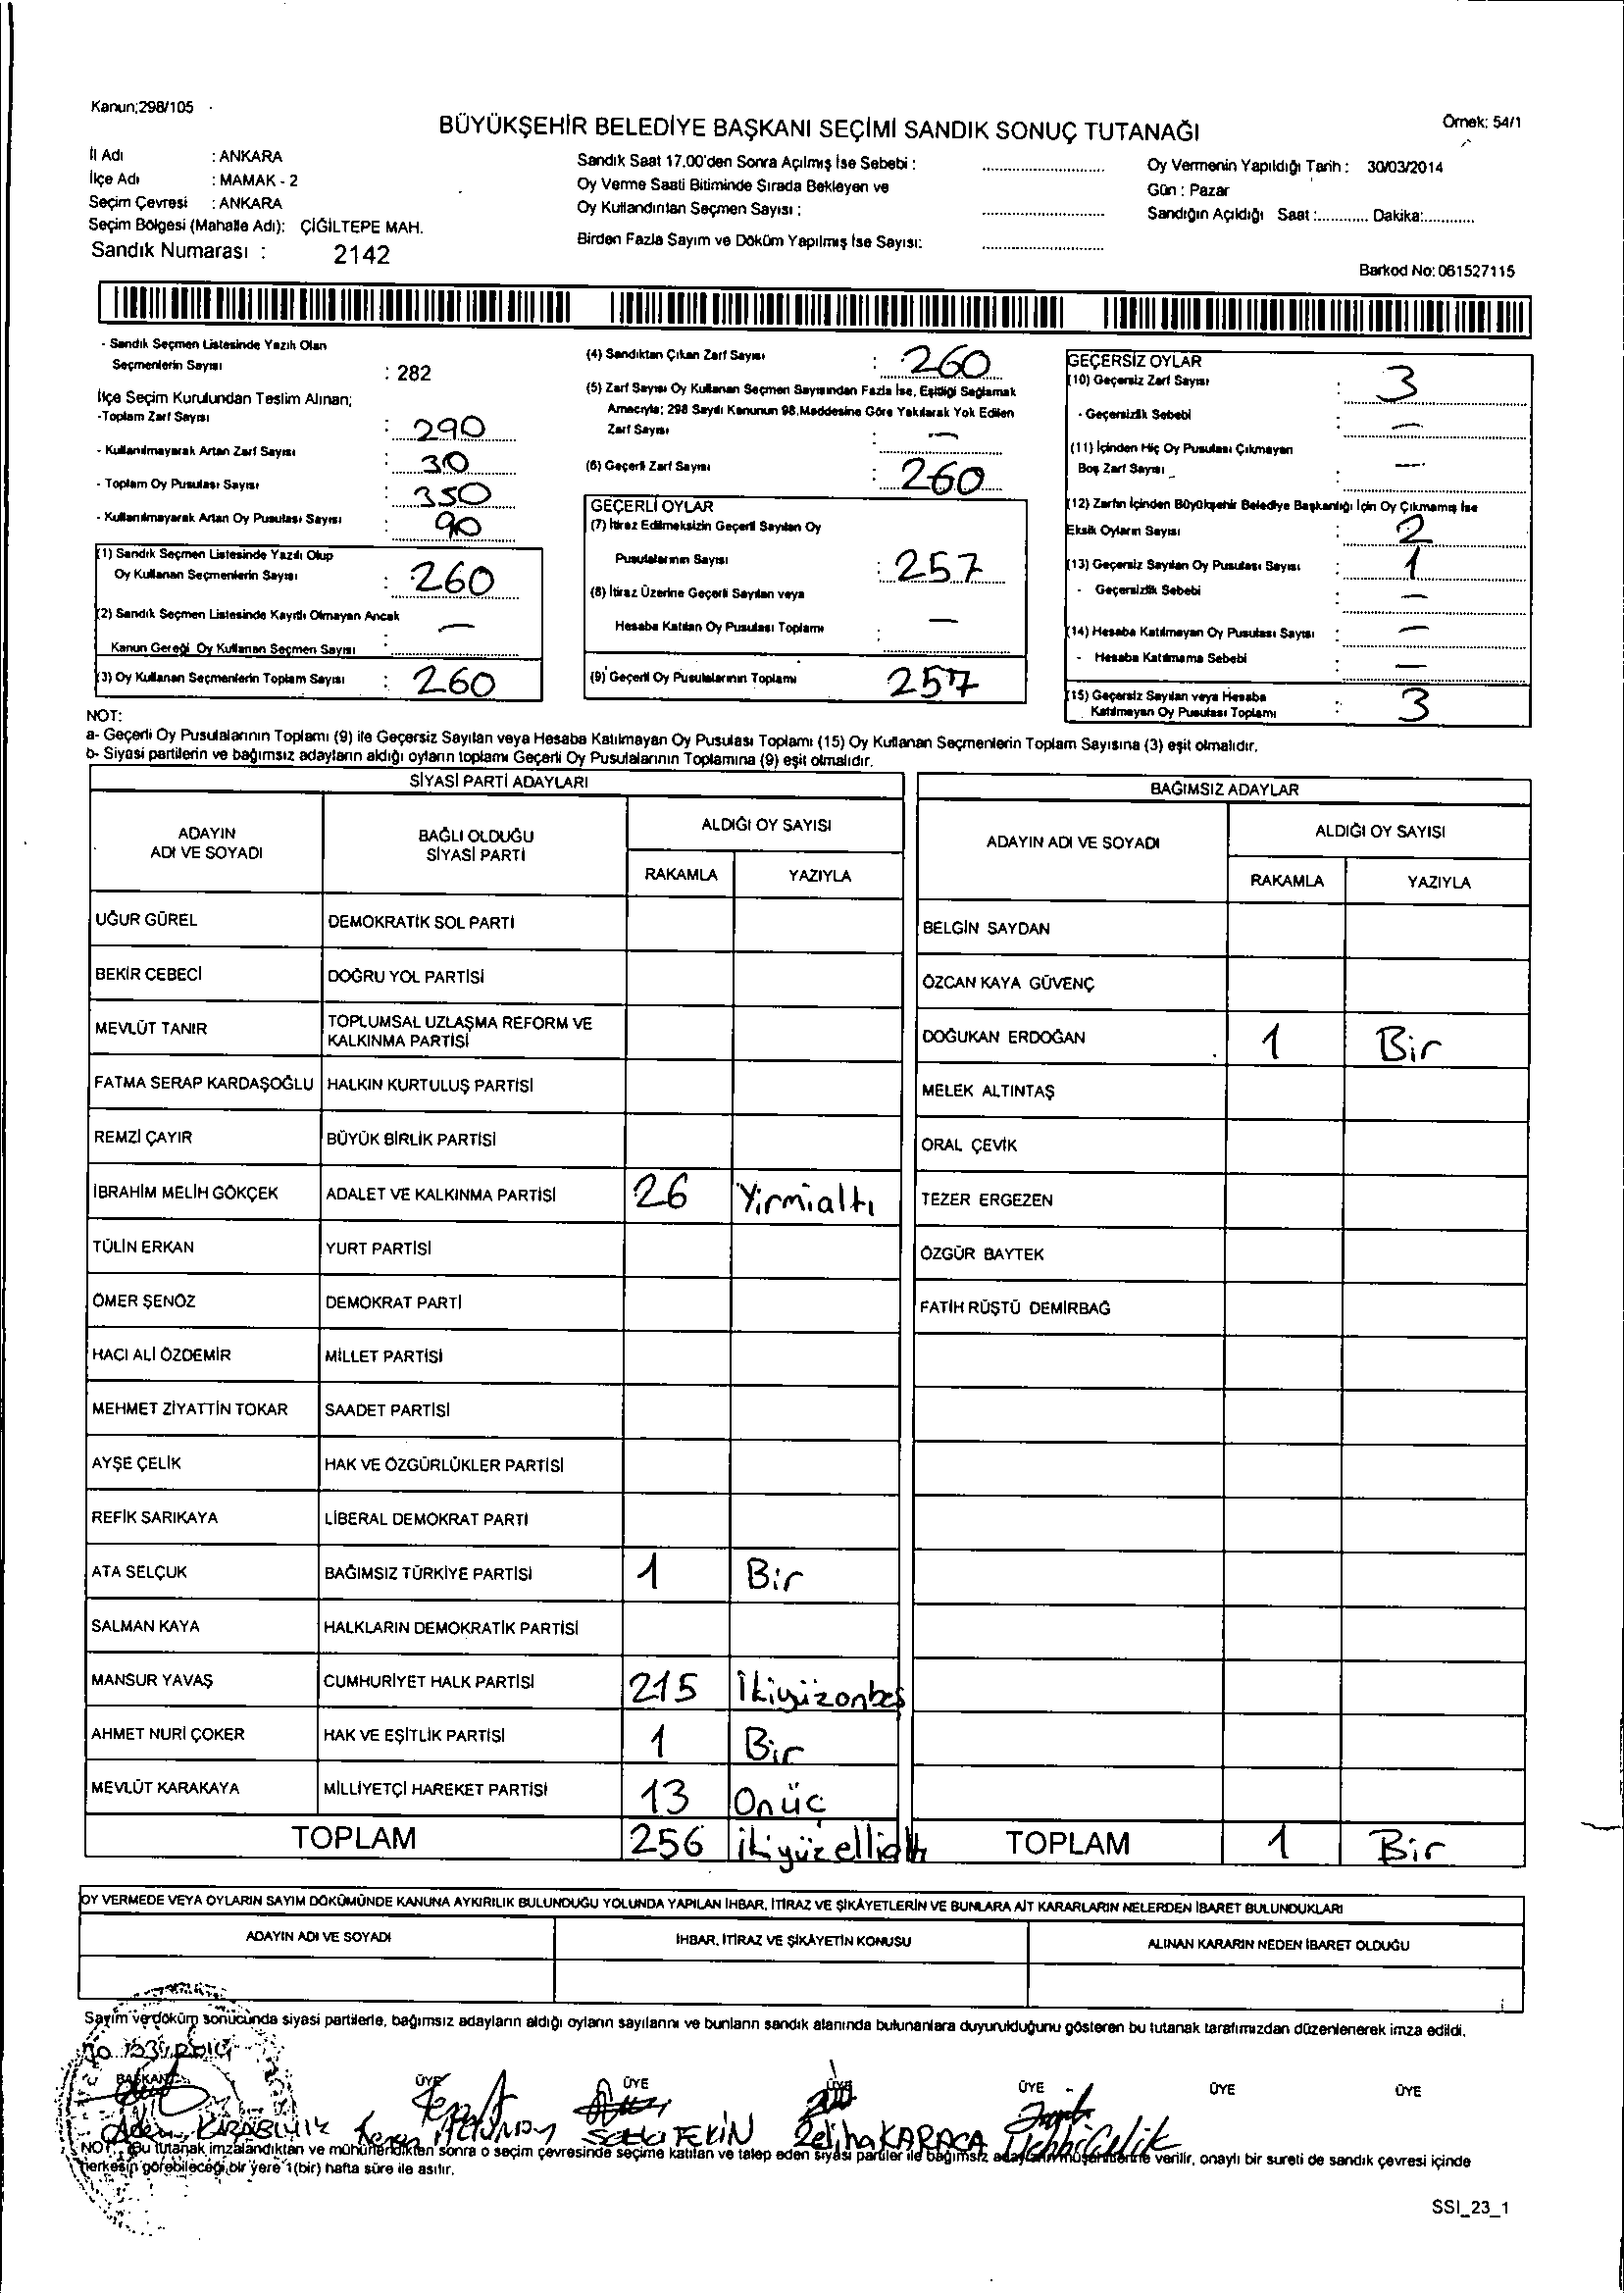 Kanun;298/105
BÜYÜKŞEHİR BELEDİYE BAŞKANI SEÇİMİ SANDIK SONUÇ TUTANAĞI
Örnek: 54/1
İl Adı : ANKARA
İlçe Adı : MAMAK - 2
Seçim Çevresi : ANKARA
Seçim Bölgesi (Mahalle Adı): ÇİĞİLTEPE MAH.
Sandık Numarası : 2142
Sandık Saat 17.00'den Sonra Açılmış İse Sebebi : ..............................
Oy Verme Saati Bitiminde Sırada Bekleyen ve
Oy Kullandırılan Seçmen Sayısı : ..............................
Birden Fazla Sayım ve Döküm Yapılmış İse Sayısı: ..............................
Oy Vermenin Yapıldığı Tarih : 30/03/2014
Gün : Pazar
Sandığın Açıldığı Saat :............ Dakika:............
Barkod No: 061527115
- Sandık Seçmen Listesinde Yazılı Olan
Seçmenlerin Sayısı : 282
İlçe Seçim Kurulundan Teslim Alınan;
-Toplam Zarf Sayısı : 290
- Kullanılmayarak Artan Zarf Sayısı : 30
- Toplam Oy Pusulası Sayısı : 350
- Kullanılmayarak Artan Oy Pusulası Sayısı : 90
(1) Sandık Seçmen Listesinde Yazılı Olup
Oy Kullanan Seçmenlerin Sayısı : 260
(2) Sandık Seçmen Listesinde Kayıtlı Olmayan Ancak
Kanun Gereği Oy Kullanan Seçmen Sayısı : —
(3) Oy Kullanan Seçmenlerin Toplam Sayısı : 260
(4) Sandıktan Çıkan Zarf Sayısı : 260
(5) Zarf Sayısı Oy Kullanan Seçmen Sayısından Fazla İse, Eşitliği Sağlamak
Amacıyla; 298 Sayılı Kanunun 98.Maddesine Göre Yakılarak Yok Edilen
Zarf Sayısı : —
(6) Geçerli Zarf Sayısı : 260
GEÇERLİ OYLAR
(7) İtiraz Edilmeksizin Geçerli Sayılan Oy
Pusulalarının Sayısı : 257
(8) İtiraz Üzerine Geçerli Sayılan veya
Hesaba Katılan Oy Pusulası Toplamı : —
(9) Geçerli Oy Pusulalarının Toplamı 257
GEÇERSİZ OYLAR
(10) Geçersiz Zarf Sayısı : 3
- Geçersizlik Sebebi : —
(11) İçinden Hiç Oy Pusulası Çıkmayan
Boş Zarf Sayısı : —
(12) Zarfın İçinden Büyükşehir Belediye Başkanlığı İçin Oy Çıkmamış İse
Eksik Oyların Sayısı : 2
(13) Geçersiz Sayılan Oy Pusulası Sayısı : 1
- Geçersizlik Sebebi : —
(14) Hesaba Katılmayan Oy Pusulası Sayısı : —
- Hesaba Katılmama Sebebi : —
(15) Geçersiz Sayılan veya Hesaba
Katılmayan Oy Pusulası Toplamı : 3
NOT:
a- Geçerli Oy Pusulalarının Toplamı (9) ile Geçersiz Sayılan veya Hesaba Katılmayan Oy Pusulası Toplamı (15) Oy Kullanan Seçmenlerin Toplam Sayısına (3) eşit olmalıdır.
b- Siyasi partilerin ve bağımsız adayların aldığı oyların toplamı Geçerli Oy Pusulalarının Toplamına (9) eşit olmalıdır.
SİYASİ PARTİ ADAYLARI
ADAYIN ADI VE SOYADI BAĞLI OLDUĞU SİYASİ PARTİ ALDIĞI OY SAYISI
RAKAMLA YAZIYLA
UĞUR GÜREL DEMOKRATİK SOL PARTİ
BEKİR CEBECİ DOĞRU YOL PARTİSİ
MEVLÜT TANIR TOPLUMSAL UZLAŞMA REFORM VE
KALKINMA PARTİSİ
FATMA SERAP KARDAŞOĞLU HALKIN KURTULUŞ PARTİSİ
REMZİ ÇAYIR BÜYÜK BİRLİK PARTİSİ
İBRAHİM MELİH GÖKÇEK ADALET VE KALKINMA PARTİSİ 26 Yirmialtı
TÜLİN ERKAN YURT PARTİSİ
ÖMER ŞENÖZ DEMOKRAT PARTİ
HACI ALİ ÖZDEMİR MİLLET PARTİSİ
MEHMET ZİYATTİN TOKAR SAADET PARTİSİ
AYŞE ÇELİK HAK VE ÖZGÜRLÜKLER PARTİSİ
REFİK SARIKAYA LİBERAL DEMOKRAT PARTİ
ATA SELÇUK BAĞIMSIZ TÜRKİYE PARTİSİ 1 Bir
SALMAN KAYA HALKLARIN DEMOKRATİK PARTİSİ
MANSUR YAVAŞ CUMHURİYET HALK PARTİSİ 215 İkiyüzonbeş
AHMET NURİ ÇOKER HAK VE EŞİTLİK PARTİSİ 1 Bir
MEVLÜT KARAKAYA MİLLİYETÇİ HAREKET PARTİSİ 13 Onüç
TOPLAM 256 ikiyüzellialtı
BAĞIMSIZ ADAYLAR
ADAYIN ADI VE SOYADI ALDIĞI OY SAYISI
RAKAMLA YAZIYLA
BELGİN SAYDAN
ÖZCAN KAYA GÜVENÇ
DOĞUKAN ERDOĞAN 1 Bir
MELEK ALTINTAŞ
ORAL ÇEVİK
TEZER ERGEZEN
ÖZGÜR BAYTEK
FATİH RÜŞTÜ DEMİRBAĞ
TOPLAM 1 Bir
OY VERMEDE VEYA OYLARIN SAYIM DÖKÜMÜNDE KANUNA AYKIRILIK BULUNDUĞU YOLUNDA YAPILAN İHBAR, İTİRAZ VE ŞİKÂYETLERİN VE BUNLARA AİT KARARLARIN NELERDEN İBARET BULUNDUKLARI
ADAYIN ADI VE SOYADI İHBAR, İTİRAZ VE ŞİKÂYETİN KONUSU ALINAN KARARIN NEDEN İBARET OLDUĞU
Sayım ve döküm sonucunda siyasi partilerle, bağımsız adayların aldığı oyların sayılarını ve bunların sandık alanında bulunanlara duyurulduğunu gösteren bu tutanak tarafımızdan düzenlenerek imza edildi.
BAŞKAN ÜYE ÜYE ÜYE ÜYE ÜYE ÜYE
Adem Zeliha KARACA TEKİN Çelik
NOT: Bu tutanak imzalandıktan ve mühürlendikten sonra o seçim çevresinde seçime katılan ve talep eden siyasi partiler ile bağımsız adayların müşahitlerine verilir, onaylı bir sureti de sandık çevresi içinde
herkesin görebileceği bir yere 1(bir) hafta süre ile asılır.
SSI_23_1